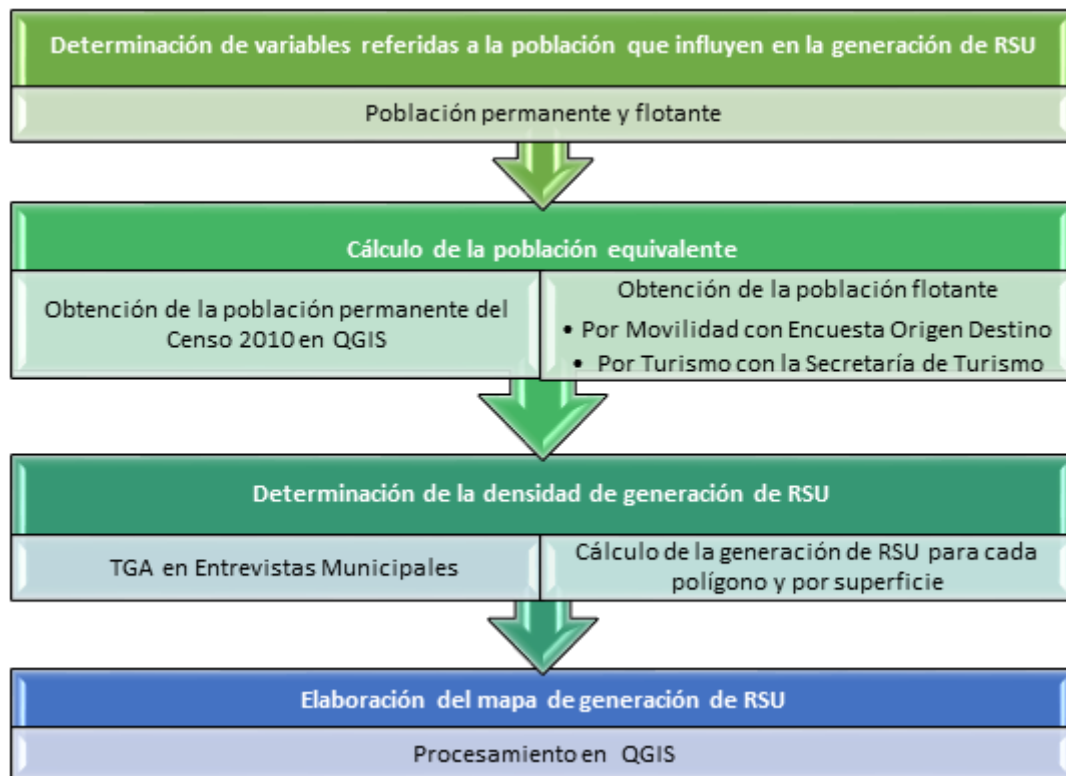 Determinación de variables referidas a la población que influyen en la generación de RSU
Población permanente y flotante
Cálculo de la población equivalente
Obtención de la población permanente del
Censo 2010 en QGIS
Obtención de la población flotante
• Por Movilidad con Encuesta Origen Destino
• Por Turismo con la Secretaría de Turismo
Determinación de la densidad de generación de RSU
TGA en Entrevistas Municipales
Cálculo de la generación de RSU para cada
polígono y por superficie
Elaboración del mapa de generación de RSU
Procesamiento en QGIS